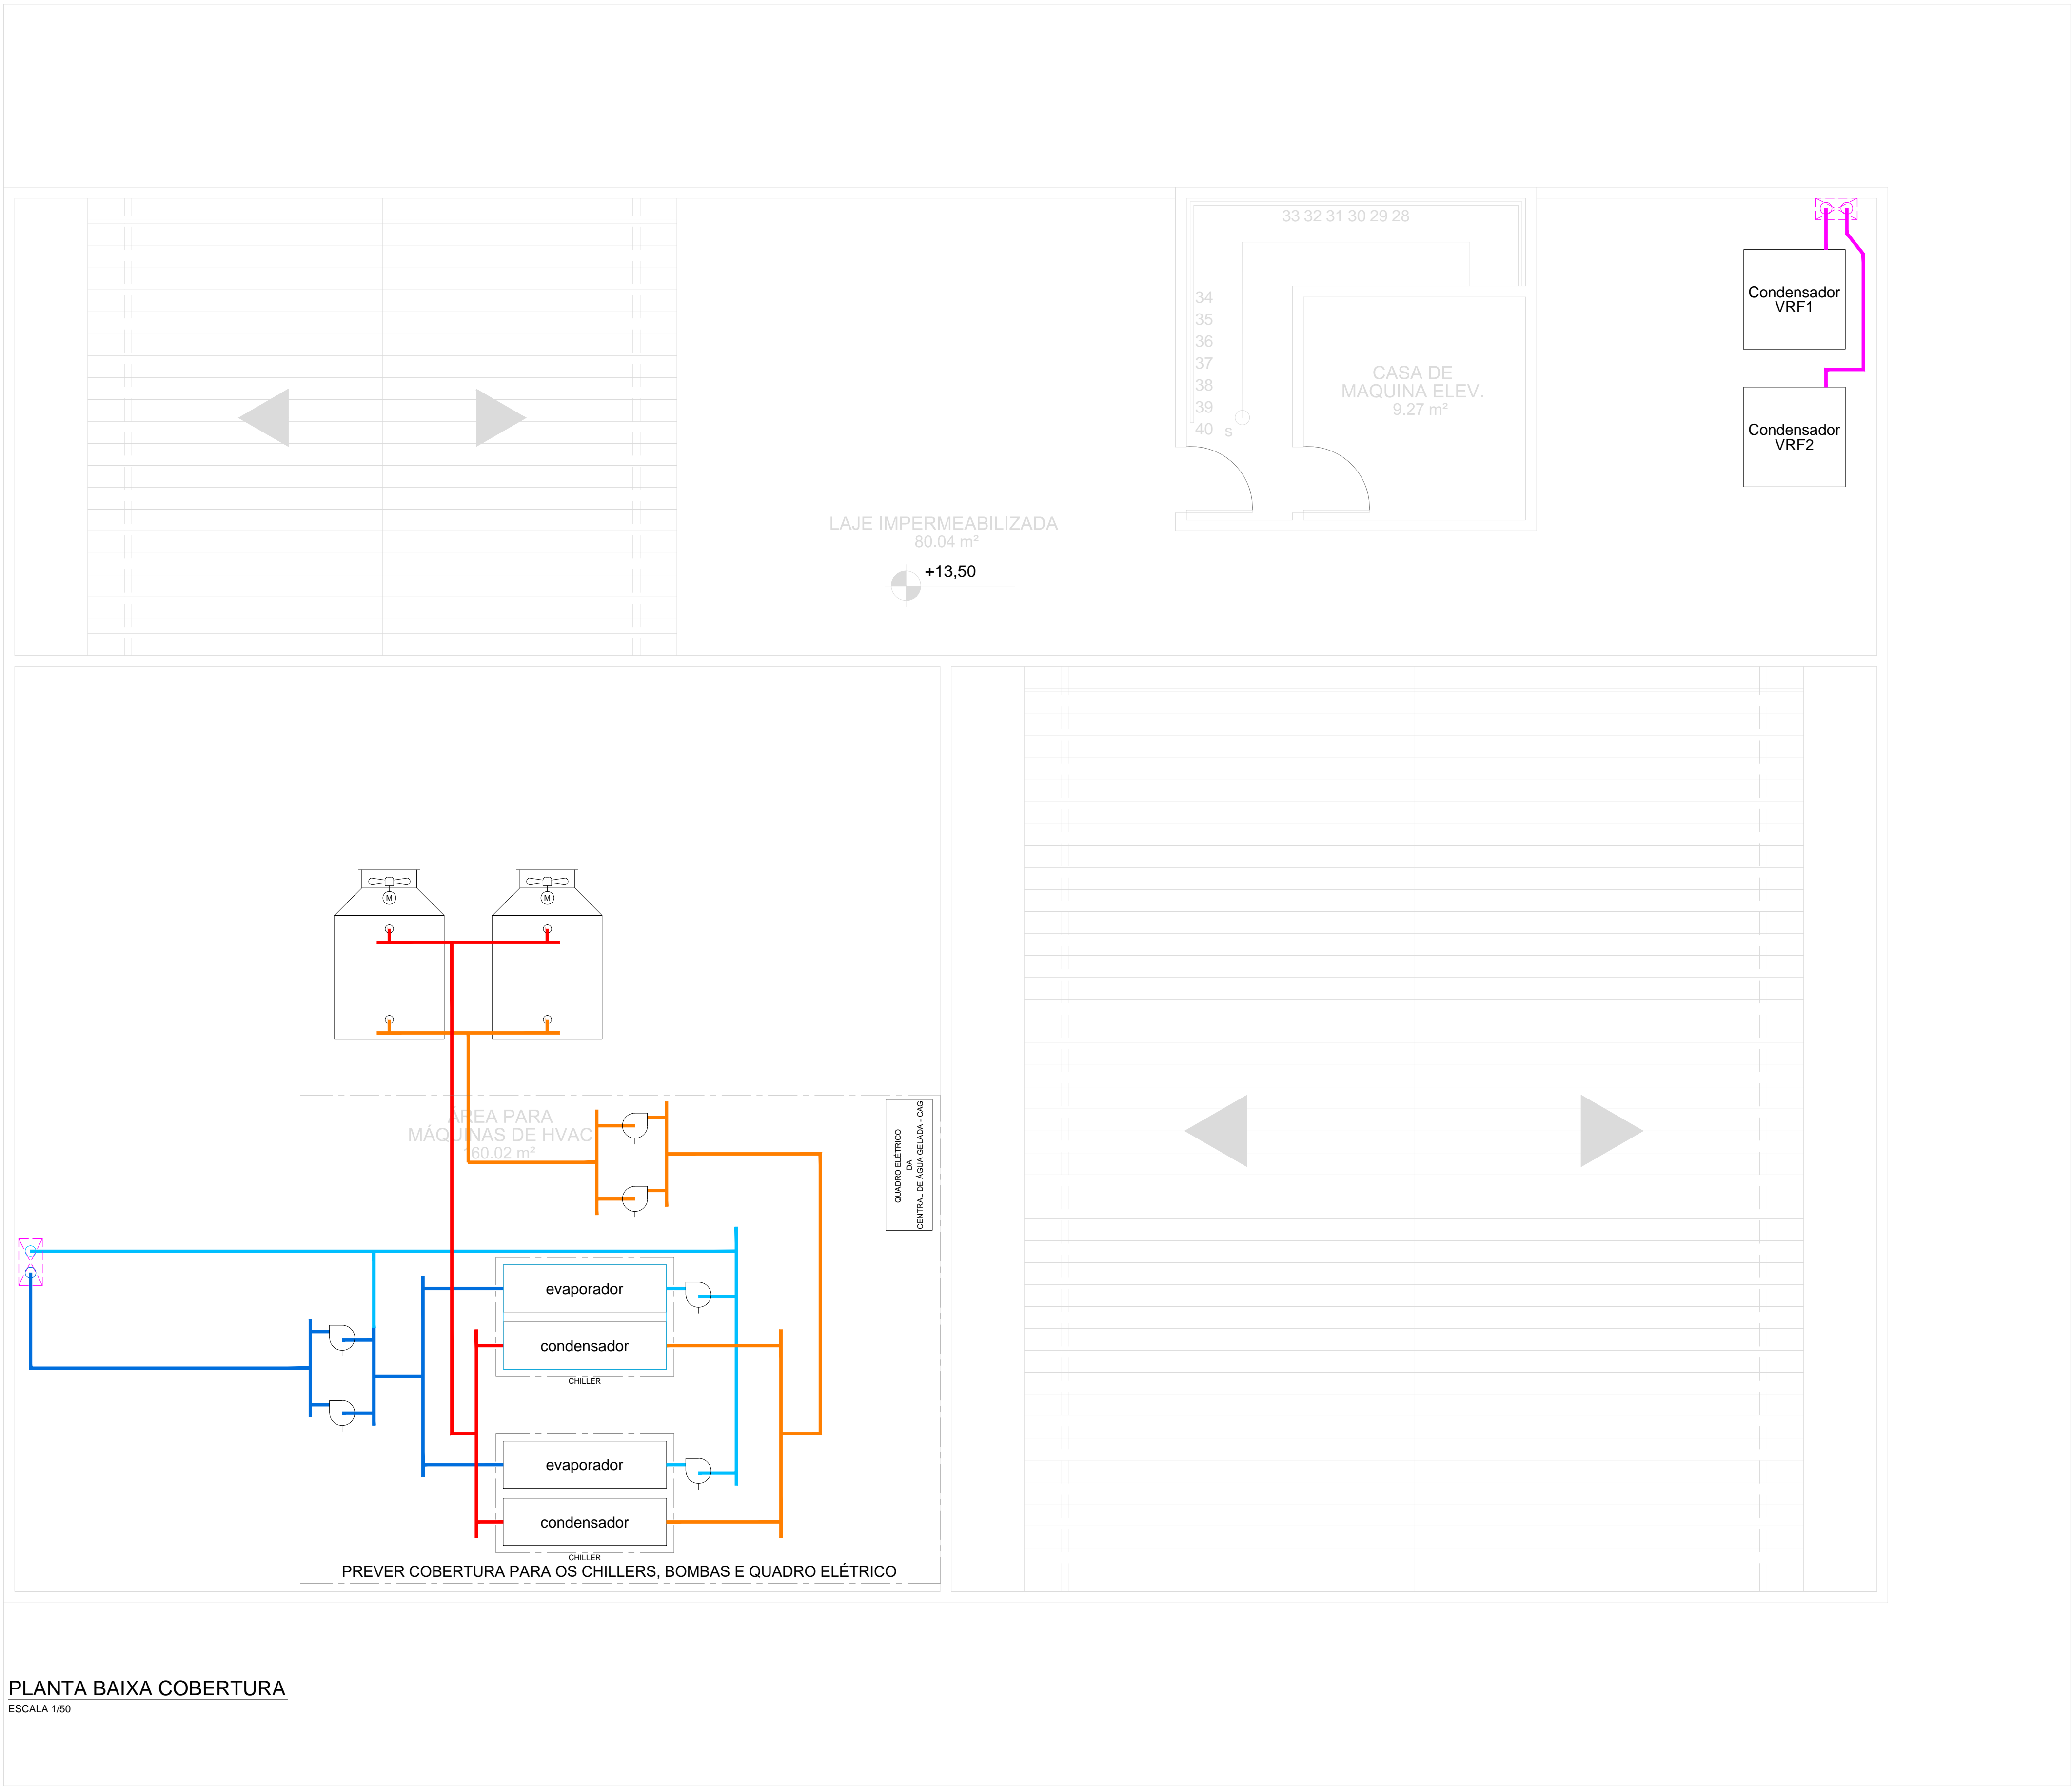 33 32 31 30 29 28
34
35
36
37
38
39
40
S
CASA DE
MAQUINA ELEV.
9.27 m²
Condensador
VRF1
Condensador
VRF2
LAJE IMPERMEABILIZADA
80.04 m²
+13,50
M
M
ÁREA PARA
MÁQUINAS DE HVAC
160.02 m²
QUADRO ELÉTRICO
DA
CENTRAL DE ÁGUA GELADA - CAG
evaporador
condensador
CHILLER
evaporador
condensador
CHILLER
PREVER COBERTURA PARA OS CHILLERS, BOMBAS E QUADRO ELÉTRICO
PLANTA BAIXA COBERTURA
ESCALA 1/50